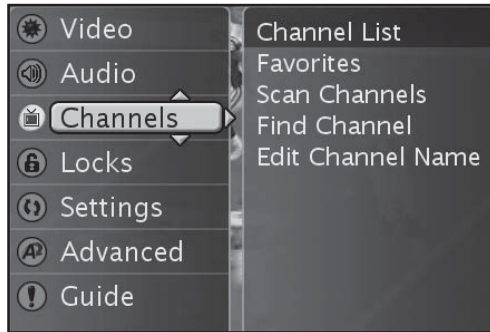 Video
Audio
Channels
Locks
Settings
Advanced
Guide
Channel List
Favorites
Scan Channels
Find Channel
Edit Channel Name